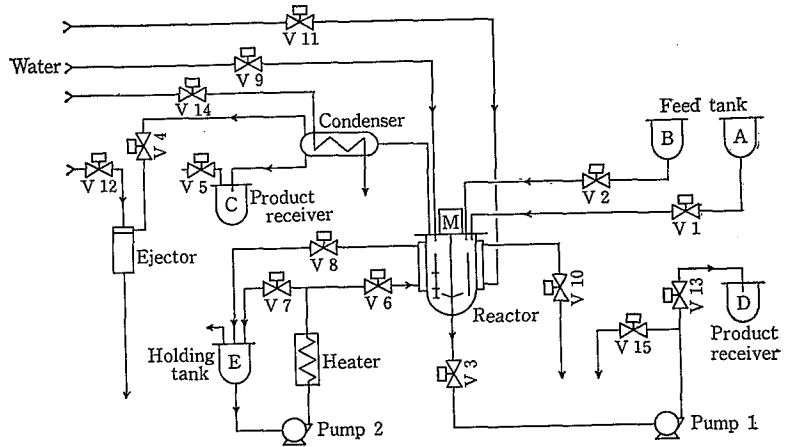 V 11
Water
V 9
V 14
V 4
Condenser
Feed tank
B
A
V 12
V 5
C
Product
receiver
V 2
M
V 1
Ejector
V 8
V 10
V 7
V 6
Reactor
V 13
D
Product
receiver
V 15
Holding
tank
E
Heater
V 3
Pump 2
Pump 1